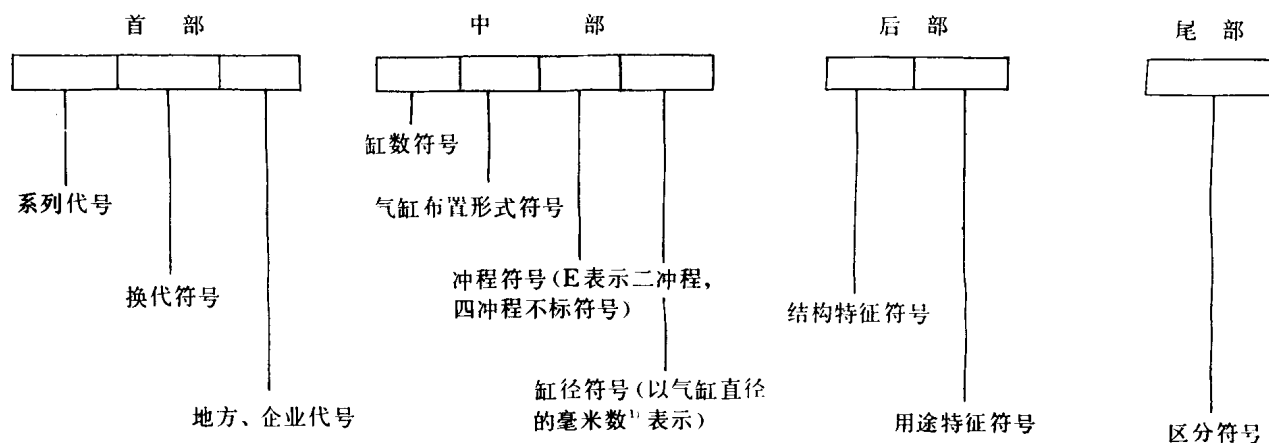 首 部
中 部
后 部
尾 部
缸数符号
系列代号
气缸布置形式符号
冲程符号(E表示二冲程,
四冲程不标符号)
换代符号
结构特征符号
缸径符号(以气缸直径
的毫米数1)表示)
地方、企业代号
用途特征符号
区分符号